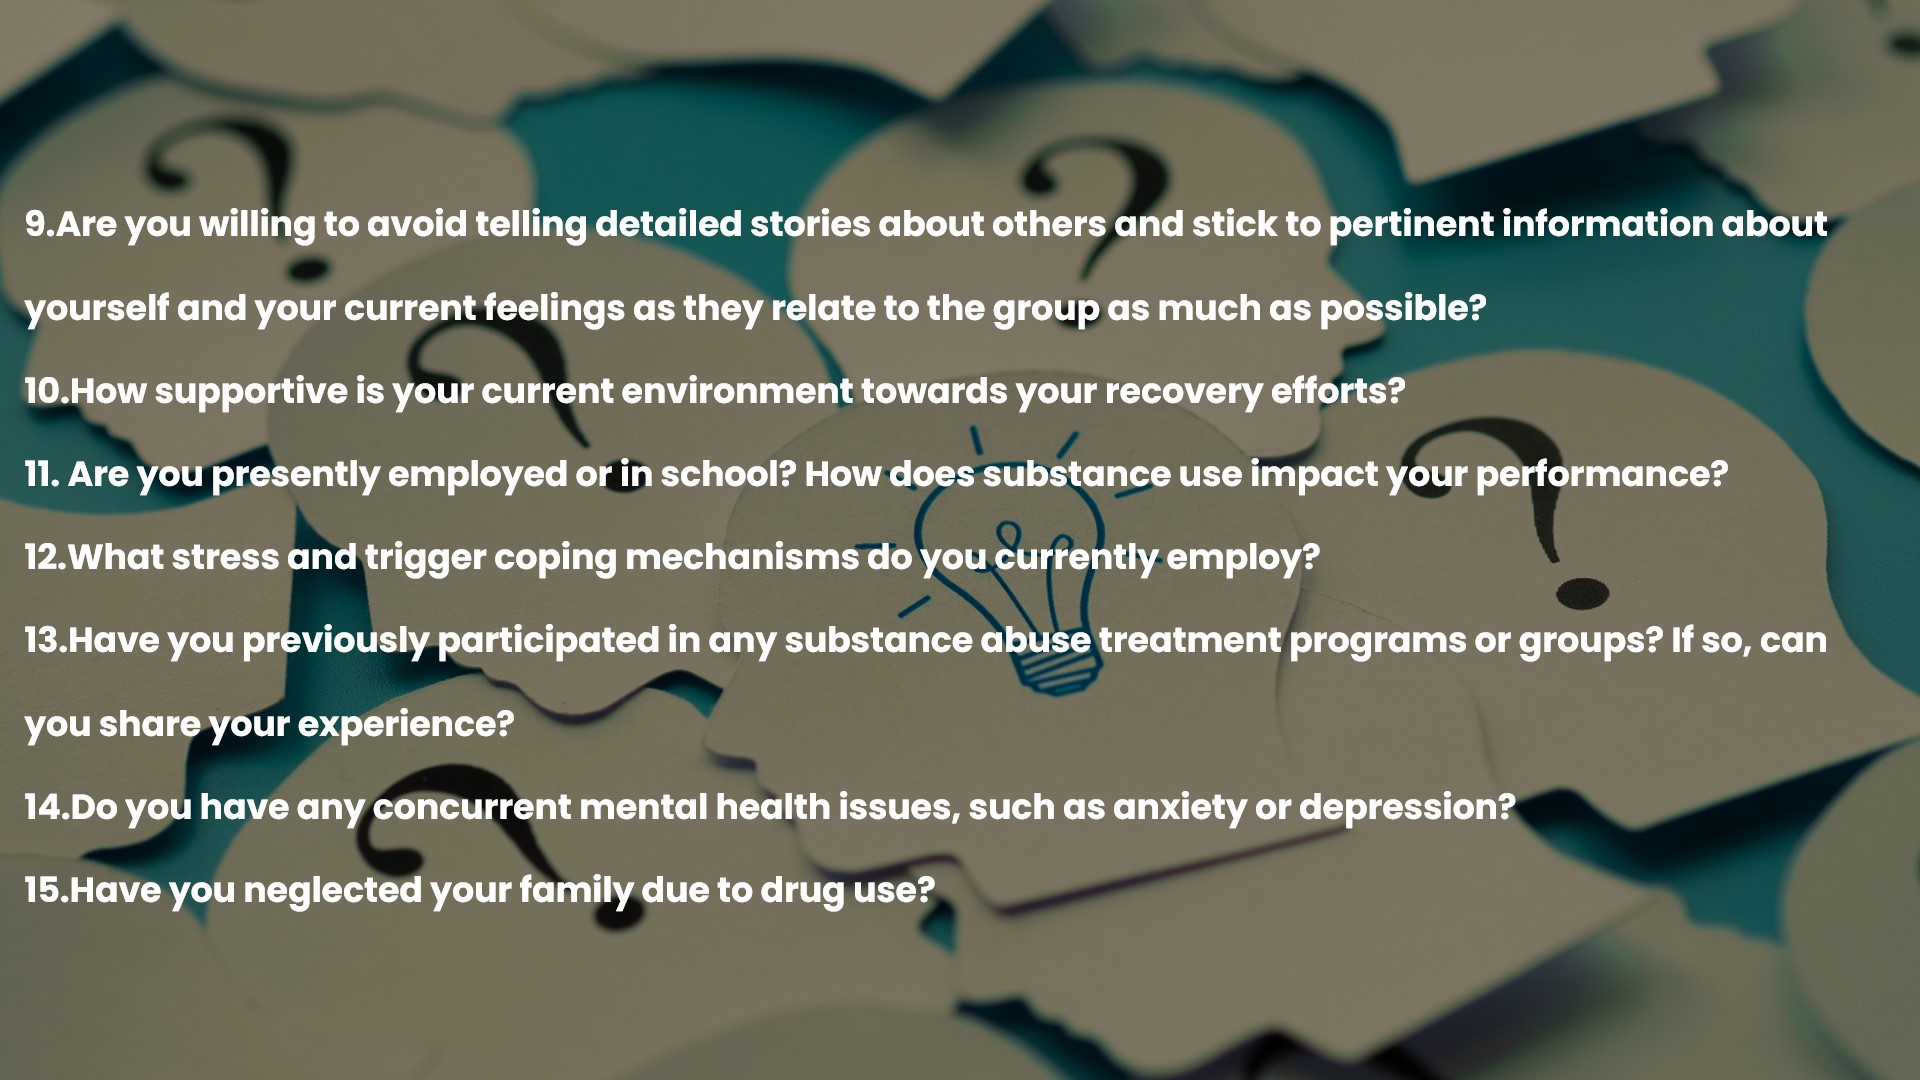 9.Are you willing to avoid telling detailed stories about others and stick to pertinent information about
yourself and your current feelings as they relate to the group as much as possible?
10.How supportive is your current environment towards your recovery efforts?
11. Are you presently employed or in school? How does substance use impact your performance?
12.What stress and trigger coping mechanisms do you currently employ?
13.Have you previously participated in any substance abuse treatment programs or groups? If so, can
you share your experience?
14.Do you have any concurrent mental health issues, such as anxiety or depression?
15.Have you neglected your family due to drug use?